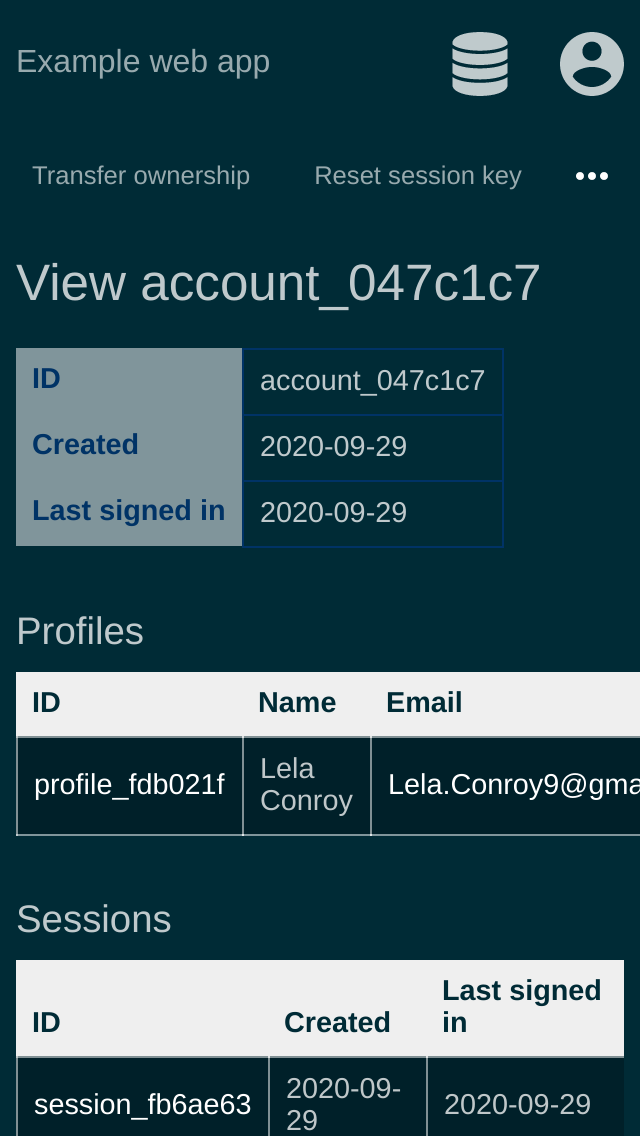 Example web app
Transfer ownership Reset session key
View account_047c1c7
ID account_047c1c7
Created 2020-09-29
Last signed in 2020-09-29
Profiles
ID Name Email
profile_fdb021f Lela Conroy Lela.Conroy9@gma
Sessions
ID Created Last signed in
session_fb6ae63 2020-09-29 2020-09-29